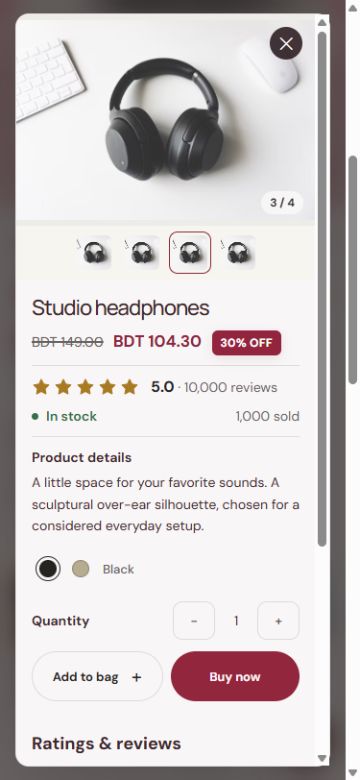 3 / 4
Studio headphones
BDT 149.00 BDT 104.30 30% OFF
5.0 · 10,000 reviews
In stock 1,000 sold
Product details
A little space for your favorite sounds. A
sculptural over-ear silhouette, chosen for a
considered everyday setup.
Black
Quantity - 1 +
Add to bag + Buy now
Ratings & reviews